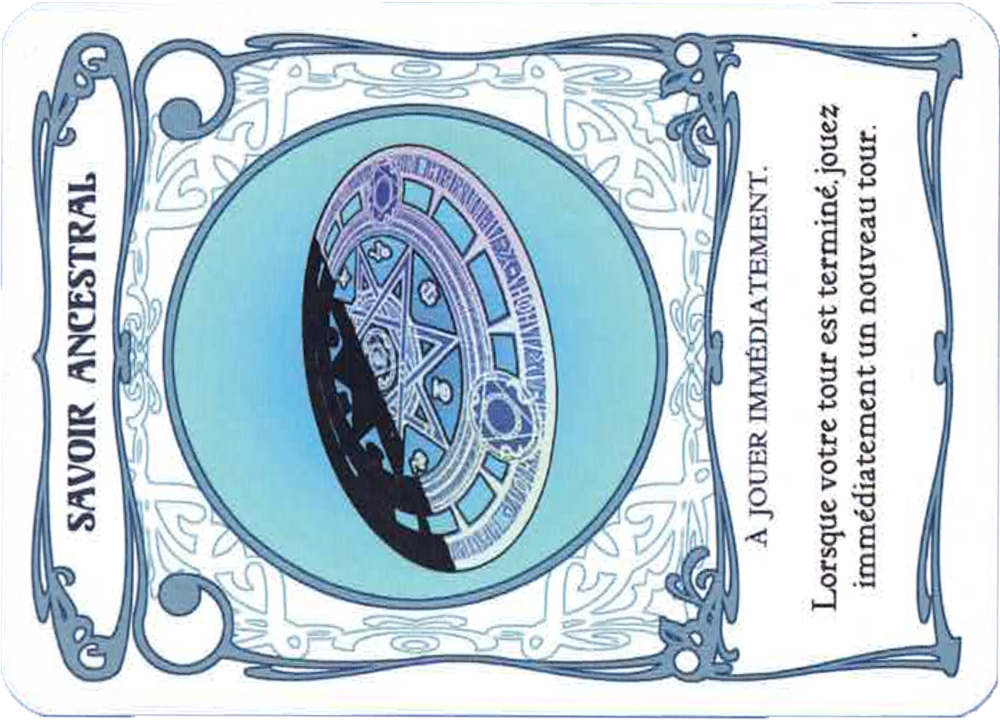 SAVOIR ANCESTRAL
À JOUER IMMÉDIATEMENT.
Lorsque votre tour est terminé, jouez
immédiatement un nouveau tour.